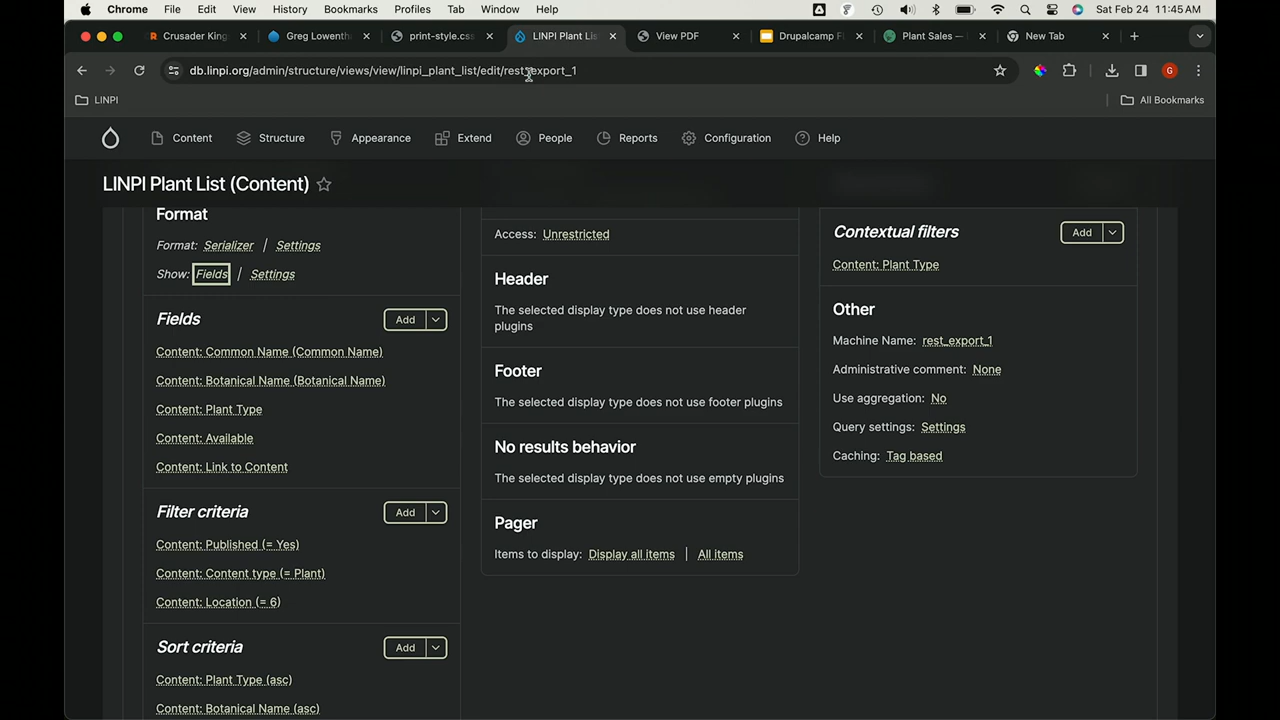 Chrome File Edit View History Bookmarks Profiles Tab Window Help Sat Feb 24 11:45 AM
Crusader King Greg Lowenth print-style.css LINPI Plant Lis View PDF Drupalcamp F Plant Sales — New Tab
db.linpi.org/admin/structure/views/view/linpi_plant_list/edit/rest_export_1 G
LINPI All Bookmarks
Content Structure Appearance Extend People Reports Configuration Help
LINPI Plant List (Content)
Format
Format: Serializer | Settings
Show: Fields | Settings
Fields Add
Content: Common Name (Common Name)
Content: Botanical Name (Botanical Name)
Content: Plant Type
Content: Available
Content: Link to Content
Filter criteria Add
Content: Published (= Yes)
Content: Content type (= Plant)
Content: Location (= 6)
Sort criteria Add
Content: Plant Type (asc)
Content: Botanical Name (asc)
Access: Unrestricted
Header
The selected display type does not use header
plugins
Footer
The selected display type does not use footer plugins
No results behavior
The selected display type does not use empty plugins
Pager
Items to display: Display all items | All items
Contextual filters Add
Content: Plant Type
Other
Machine Name: rest_export_1
Administrative comment: None
Use aggregation: No
Query settings: Settings
Caching: Tag based